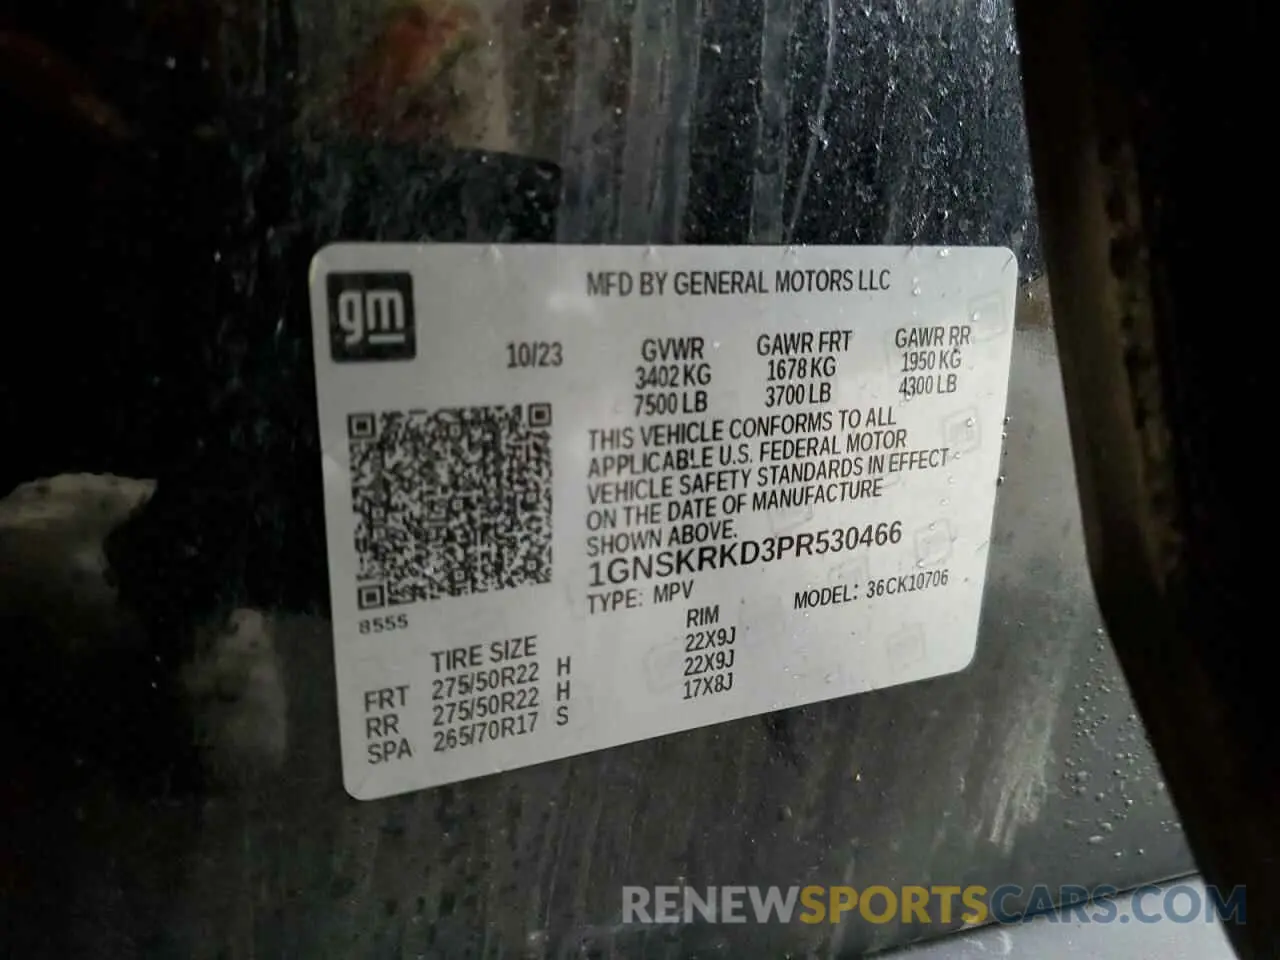 gm
MFD BY GENERAL MOTORS LLC
10/23
GVWR GAWR FRT GAWR RR
3402 KG 1678 KG 1950 KG
7500 LB 3700 LB 4300 LB
THIS VEHICLE CONFORMS TO ALL
APPLICABLE U.S. FEDERAL MOTOR
VEHICLE SAFETY STANDARDS IN EFFECT
ON THE DATE OF MANUFACTURE
SHOWN ABOVE.
1GNSKRKD3PR530466
TYPE: MPV MODEL: 36CK10706
8555
TIRE SIZE RIM
FRT 275/50R22 H 22X9J
RR 275/50R22 H 22X9J
SPA 265/70R17 S 17X8J
RENEWSPORTSCARS.COM